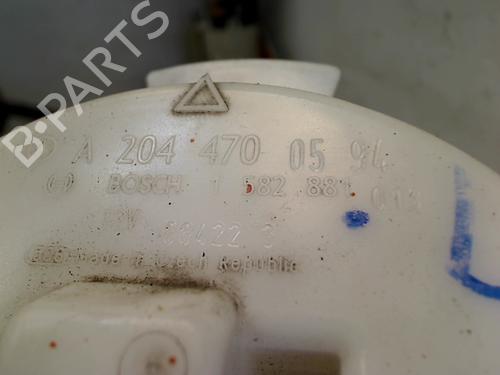 B-PARTS
A 204 470 05 94
BOSCH 1 582 881 013
Made in Czech Republic